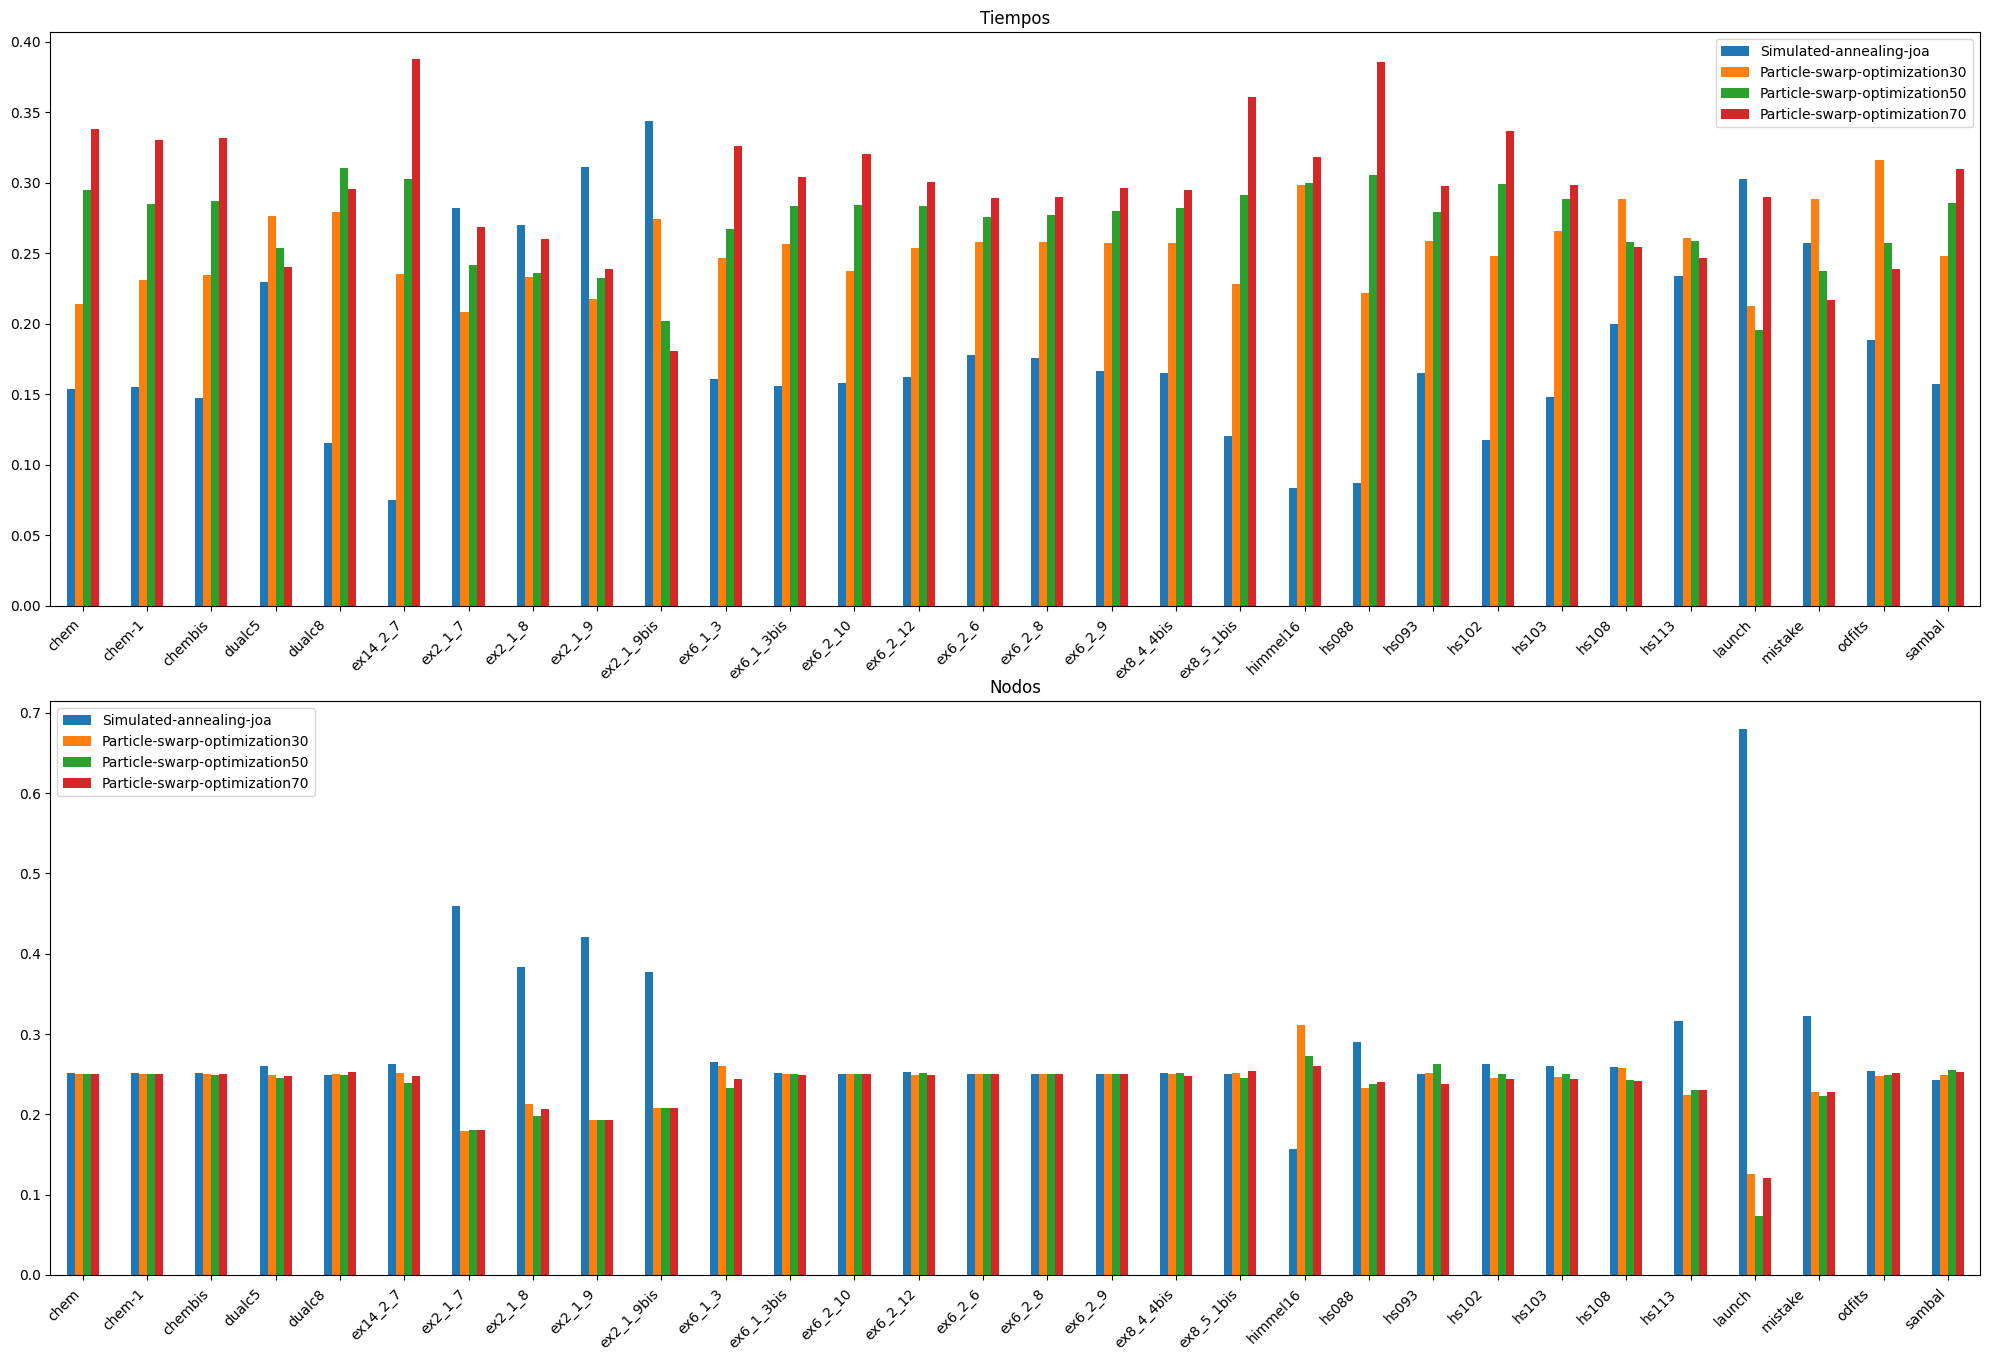 Tiempos
0.40
0.35
0.30
0.25
0.20
0.15
0.10
0.05
0.00
Simulated-annealing-joa
Particle-swarp-optimization30
Particle-swarp-optimization50
Particle-swarp-optimization70
chem
chem-1
chembis
dualc5
dualc8
ex14_2_7
ex2_1_7
ex2_1_8
ex2_1_9
ex2_1_9bis
ex6_1_3
ex6_1_3bis
ex6_2_10
ex6_2_12
ex6_2_6
ex6_2_8
ex6_2_9
ex8_4_4bis
ex8_5_1bis
himmel16
hs088
hs093
hs102
hs103
hs108
hs113
launch
mistake
odfits
sambal
Nodos
0.7
0.6
0.5
0.4
0.3
0.2
0.1
0.0
Simulated-annealing-joa
Particle-swarp-optimization30
Particle-swarp-optimization50
Particle-swarp-optimization70
chem
chem-1
chembis
dualc5
dualc8
ex14_2_7
ex2_1_7
ex2_1_8
ex2_1_9
ex2_1_9bis
ex6_1_3
ex6_1_3bis
ex6_2_10
ex6_2_12
ex6_2_6
ex6_2_8
ex6_2_9
ex8_4_4bis
ex8_5_1bis
himmel16
hs088
hs093
hs102
hs103
hs108
hs113
launch
mistake
odfits
sambal